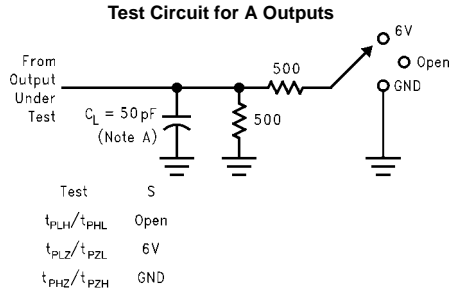 Test Circuit for A Outputs
6V
Open
GND
From
Output
Under
Test
500
C_L = 50 pF
(Note A)
500
Test S
t_PLH/t_PHL Open
t_PLZ/t_PZL 6V
t_PHZ/t_PZH GND